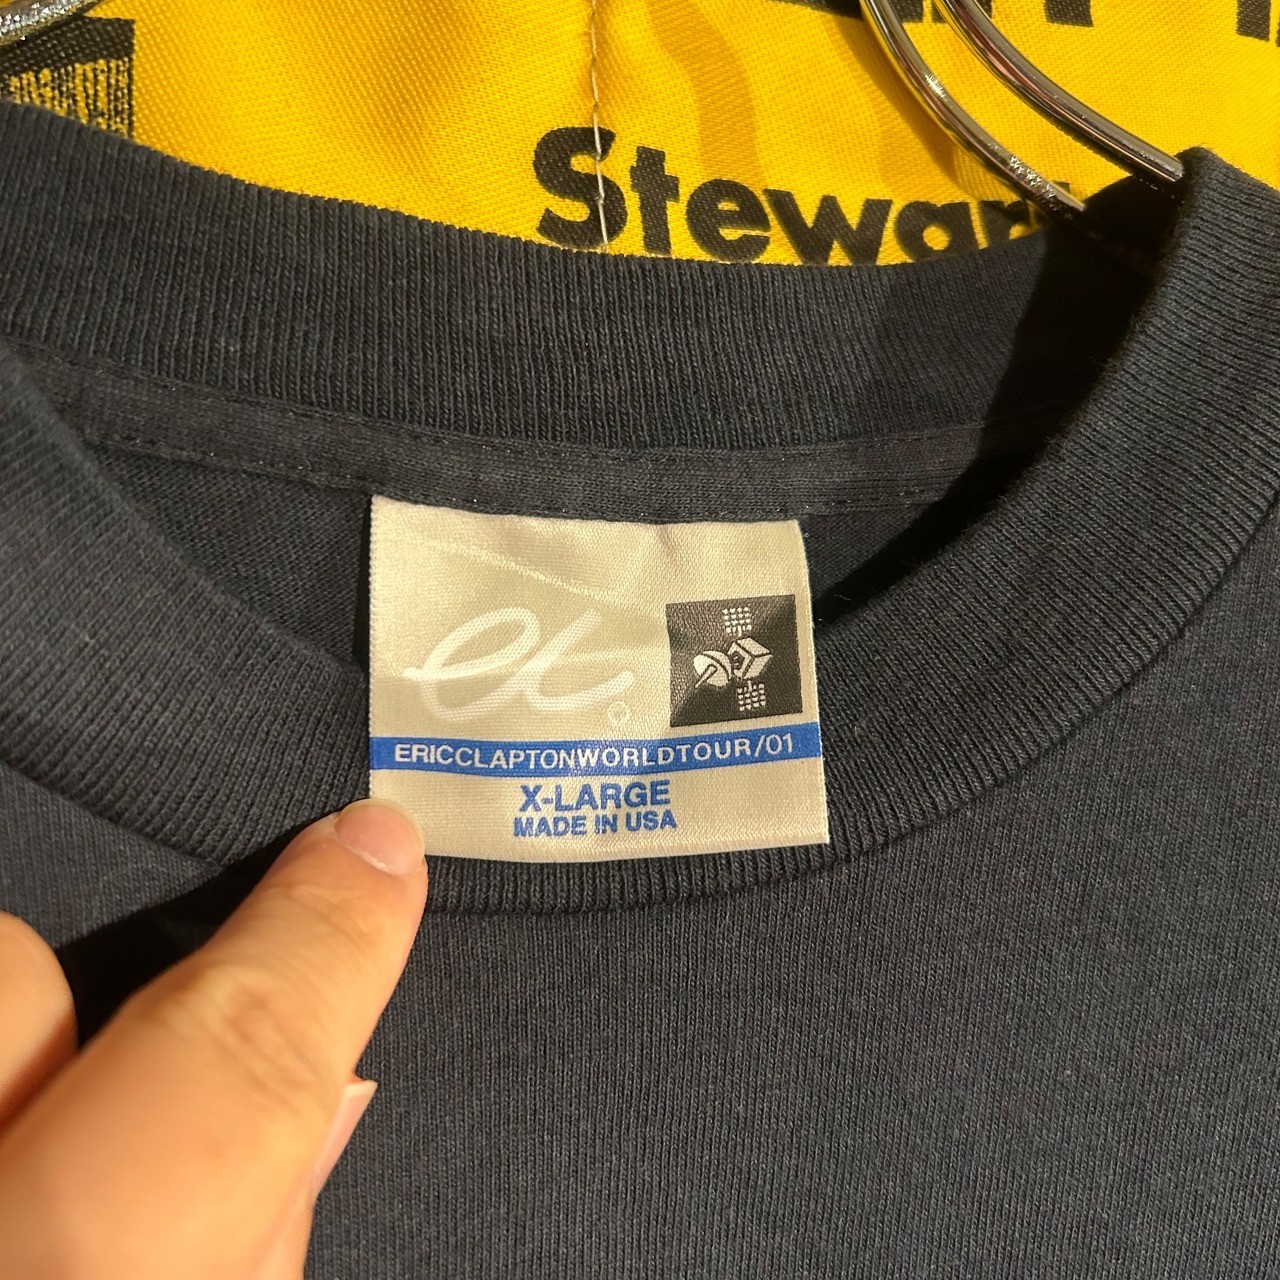 Stewar
ec
ERICCLAPTONWORLDTOUR/01
X-LARGE
MADE IN USA